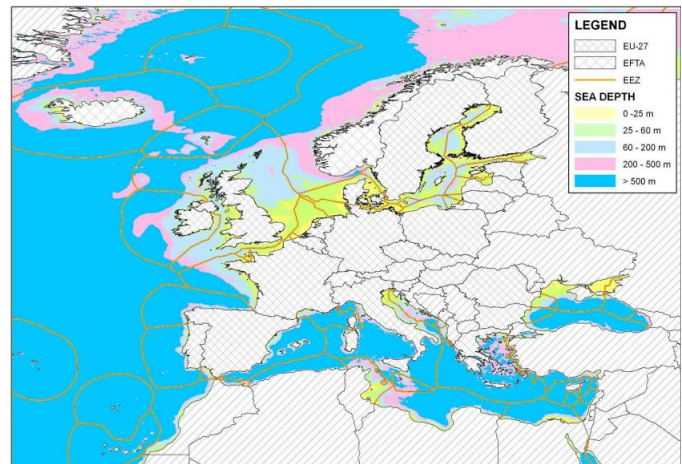 LEGEND
EU-27
EFTA
EEZ
SEA DEPTH
0 -25 m
25 - 60 m
60 - 200 m
200 - 500 m
> 500 m